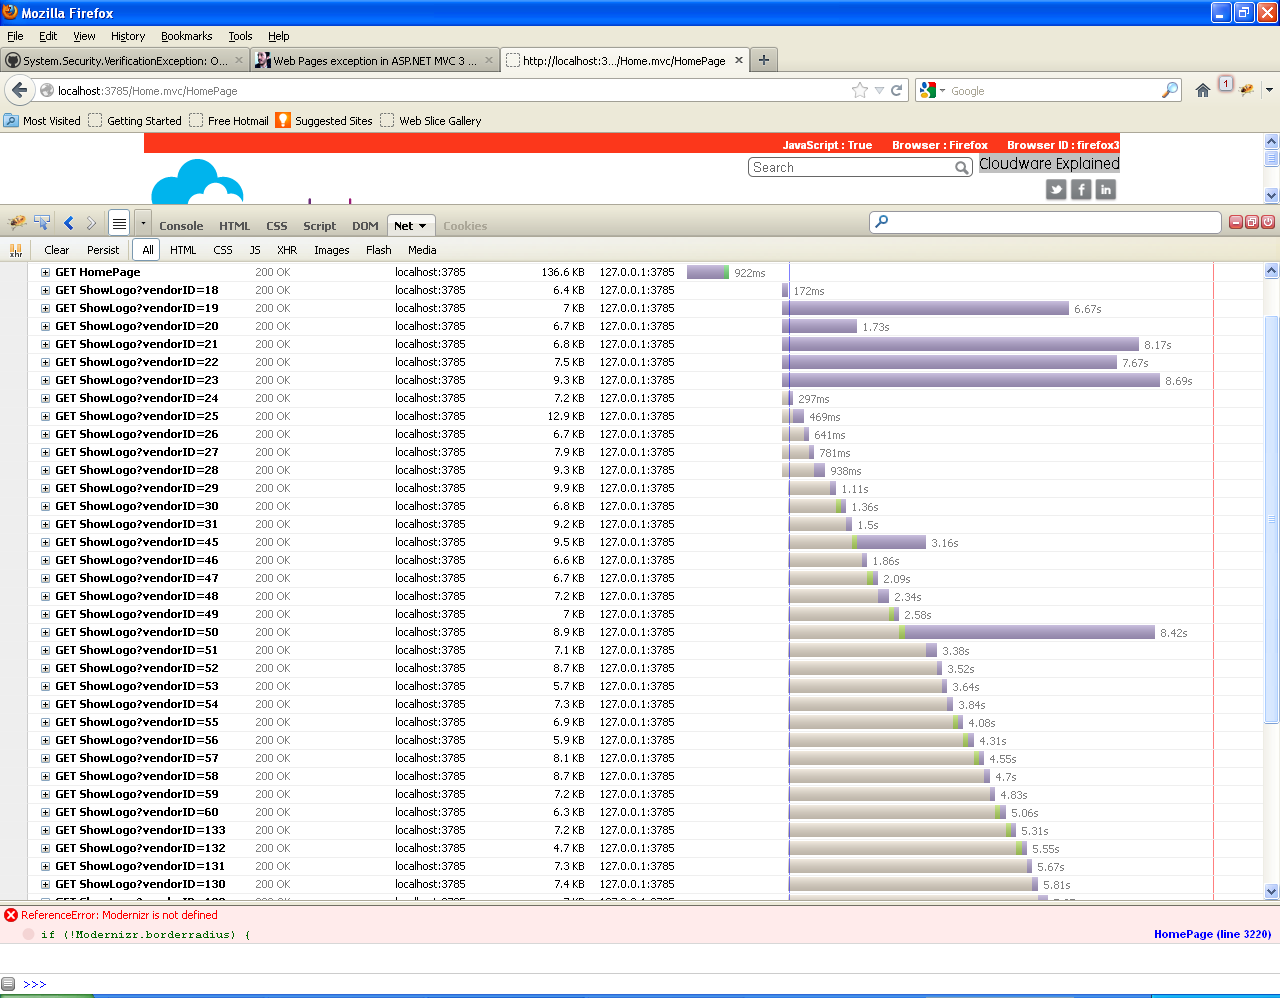 Mozilla Firefox
File Edit View History Bookmarks Tools Help
System.Security.VerificationException: O... Web Pages exception in ASP.NET MVC 3 ... http://localhost:3.../Home.mvc/HomePage
localhost:3785/Home.mvc/HomePage Google 1
Most Visited Getting Started Free Hotmail Suggested Sites Web Slice Gallery
JavaScript : True Browser : Firefox Browser ID : firefox3
Search Cloudware Explained
Console HTML CSS Script DOM Net Cookies
xhr Clear Persist All HTML CSS JS XHR Images Flash Media
GET HomePage 200 OK localhost:3785 136.6 KB 127.0.0.1:3785 922ms
GET ShowLogo?vendorID=18 200 OK localhost:3785 6.4 KB 127.0.0.1:3785 172ms
GET ShowLogo?vendorID=19 200 OK localhost:3785 7 KB 127.0.0.1:3785 6.67s
GET ShowLogo?vendorID=20 200 OK localhost:3785 6.7 KB 127.0.0.1:3785 1.73s
GET ShowLogo?vendorID=21 200 OK localhost:3785 6.8 KB 127.0.0.1:3785 8.17s
GET ShowLogo?vendorID=22 200 OK localhost:3785 7.5 KB 127.0.0.1:3785 7.67s
GET ShowLogo?vendorID=23 200 OK localhost:3785 9.3 KB 127.0.0.1:3785 8.69s
GET ShowLogo?vendorID=24 200 OK localhost:3785 7.2 KB 127.0.0.1:3785 297ms
GET ShowLogo?vendorID=25 200 OK localhost:3785 12.9 KB 127.0.0.1:3785 469ms
GET ShowLogo?vendorID=26 200 OK localhost:3785 6.7 KB 127.0.0.1:3785 641ms
GET ShowLogo?vendorID=27 200 OK localhost:3785 7.9 KB 127.0.0.1:3785 781ms
GET ShowLogo?vendorID=28 200 OK localhost:3785 9.3 KB 127.0.0.1:3785 938ms
GET ShowLogo?vendorID=29 200 OK localhost:3785 9.9 KB 127.0.0.1:3785 1.11s
GET ShowLogo?vendorID=30 200 OK localhost:3785 6.8 KB 127.0.0.1:3785 1.36s
GET ShowLogo?vendorID=31 200 OK localhost:3785 9.2 KB 127.0.0.1:3785 1.5s
GET ShowLogo?vendorID=45 200 OK localhost:3785 9.5 KB 127.0.0.1:3785 3.16s
GET ShowLogo?vendorID=46 200 OK localhost:3785 6.6 KB 127.0.0.1:3785 1.86s
GET ShowLogo?vendorID=47 200 OK localhost:3785 6.7 KB 127.0.0.1:3785 2.09s
GET ShowLogo?vendorID=48 200 OK localhost:3785 7.2 KB 127.0.0.1:3785 2.34s
GET ShowLogo?vendorID=49 200 OK localhost:3785 7 KB 127.0.0.1:3785 2.58s
GET ShowLogo?vendorID=50 200 OK localhost:3785 8.9 KB 127.0.0.1:3785 8.42s
GET ShowLogo?vendorID=51 200 OK localhost:3785 7.1 KB 127.0.0.1:3785 3.38s
GET ShowLogo?vendorID=52 200 OK localhost:3785 8.7 KB 127.0.0.1:3785 3.52s
GET ShowLogo?vendorID=53 200 OK localhost:3785 5.7 KB 127.0.0.1:3785 3.64s
GET ShowLogo?vendorID=54 200 OK localhost:3785 7.3 KB 127.0.0.1:3785 3.84s
GET ShowLogo?vendorID=55 200 OK localhost:3785 6.9 KB 127.0.0.1:3785 4.08s
GET ShowLogo?vendorID=56 200 OK localhost:3785 5.9 KB 127.0.0.1:3785 4.31s
GET ShowLogo?vendorID=57 200 OK localhost:3785 8.1 KB 127.0.0.1:3785 4.55s
GET ShowLogo?vendorID=58 200 OK localhost:3785 8.7 KB 127.0.0.1:3785 4.7s
GET ShowLogo?vendorID=59 200 OK localhost:3785 7.2 KB 127.0.0.1:3785 4.83s
GET ShowLogo?vendorID=60 200 OK localhost:3785 6.3 KB 127.0.0.1:3785 5.06s
GET ShowLogo?vendorID=133 200 OK localhost:3785 7.2 KB 127.0.0.1:3785 5.31s
GET ShowLogo?vendorID=132 200 OK localhost:3785 4.7 KB 127.0.0.1:3785 5.55s
GET ShowLogo?vendorID=131 200 OK localhost:3785 7.3 KB 127.0.0.1:3785 5.67s
GET ShowLogo?vendorID=130 200 OK localhost:3785 7.4 KB 127.0.0.1:3785 5.81s
ReferenceError: Modernizr is not defined
if (!Modernizr.borderradius) { HomePage (line 3220)
>>>